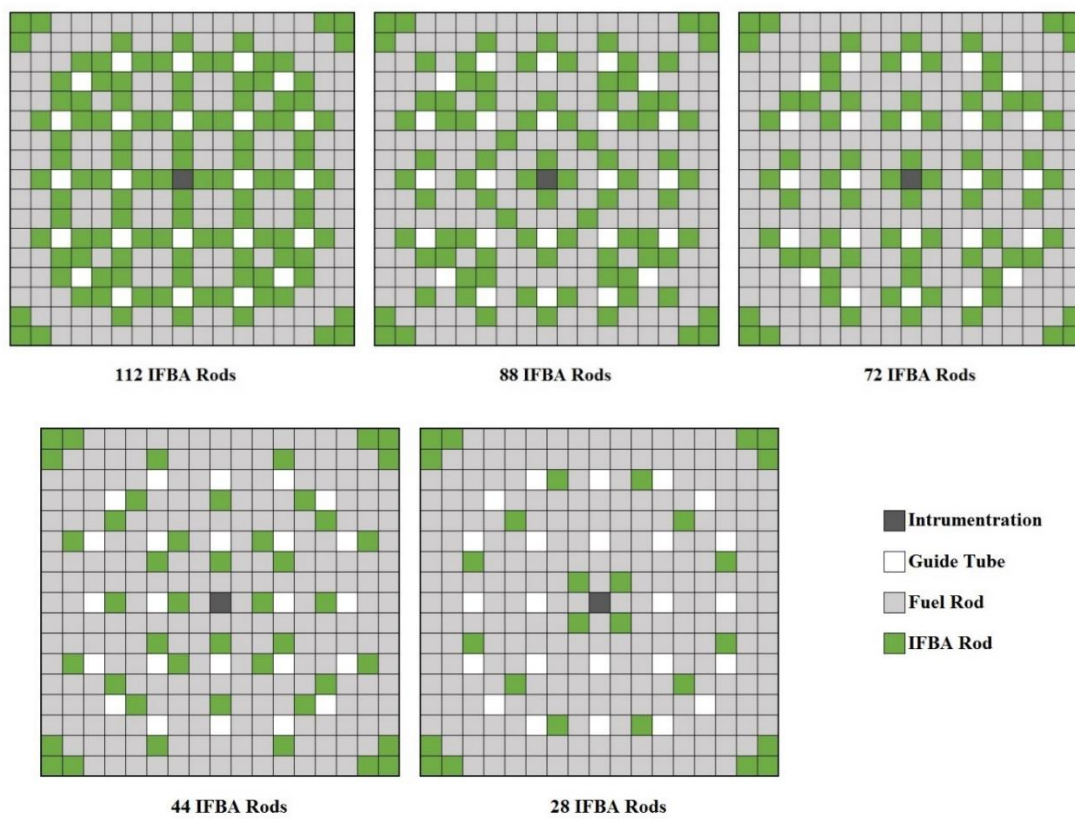 112 IFBA Rods
88 IFBA Rods
72 IFBA Rods
44 IFBA Rods
28 IFBA Rods
Intrumentration
Guide Tube
Fuel Rod
IFBA Rod